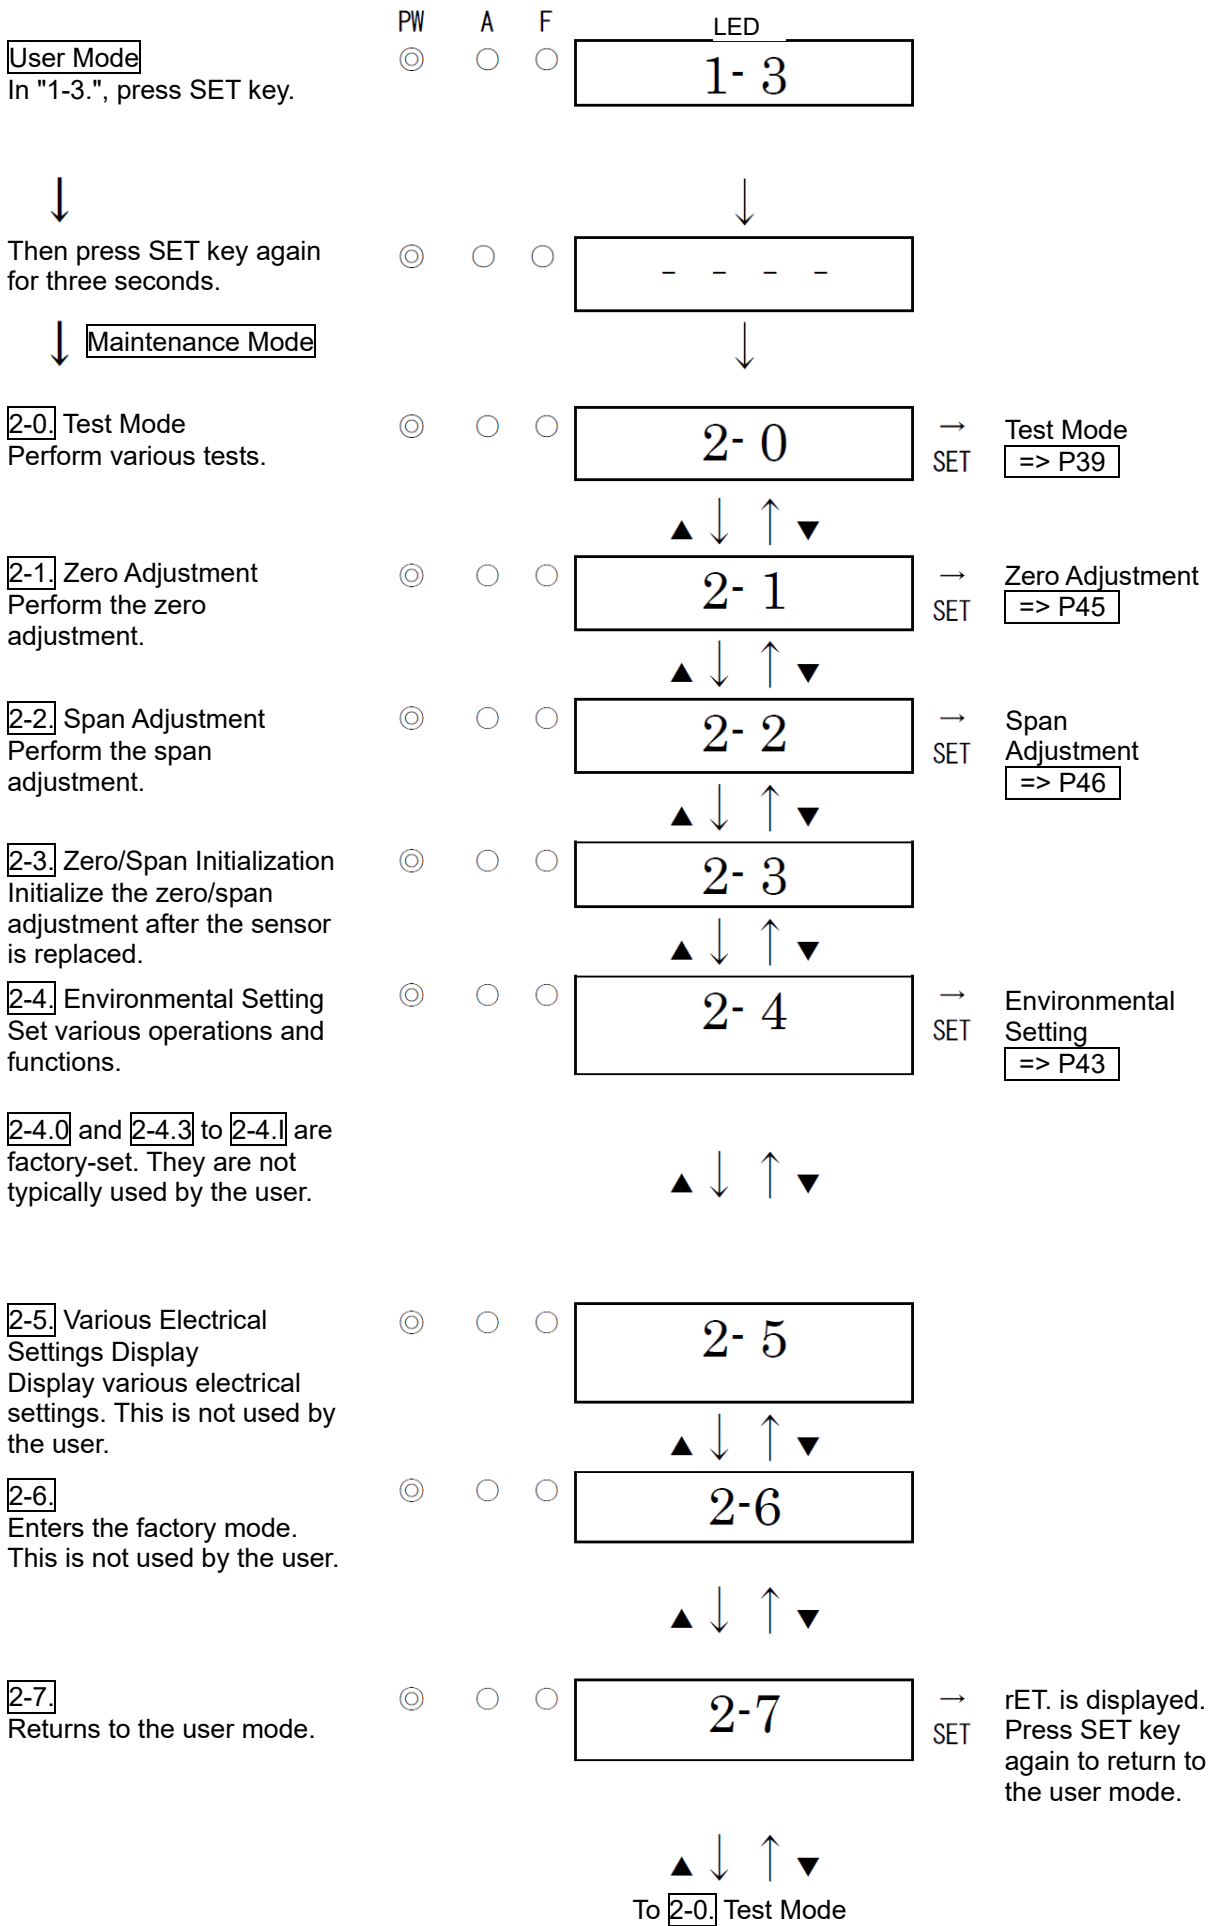 PW A F LED
User Mode
In "1-3.", press SET key.
1- 3
Then press SET key again
for three seconds.
- - - -
Maintenance Mode
2-0. Test Mode
Perform various tests.
2- 0
→ SET
Test Mode
=> P39
▲ ↓ ↑ ▼
2-1. Zero Adjustment
Perform the zero
adjustment.
2- 1
→ SET
Zero Adjustment
=> P45
▲ ↓ ↑ ▼
2-2. Span Adjustment
Perform the span
adjustment.
2- 2
→ SET
Span
Adjustment
=> P46
▲ ↓ ↑ ▼
2-3. Zero/Span Initialization
Initialize the zero/span
adjustment after the sensor
is replaced.
2- 3
▲ ↓ ↑ ▼
2-4. Environmental Setting
Set various operations and
functions.
2- 4
→ SET
Environmental
Setting
=> P43
2-4.0 and 2-4.3 to 2-4.I are
factory-set. They are not
typically used by the user.
▲ ↓ ↑ ▼
2-5. Various Electrical
Settings Display
Display various electrical
settings. This is not used by
the user.
2- 5
▲ ↓ ↑ ▼
2-6.
Enters the factory mode.
This is not used by the user.
2-6
▲ ↓ ↑ ▼
2-7.
Returns to the user mode.
2-7
→ SET
rET. is displayed.
Press SET key
again to return to
the user mode.
▲ ↓ ↑ ▼
To 2-0. Test Mode